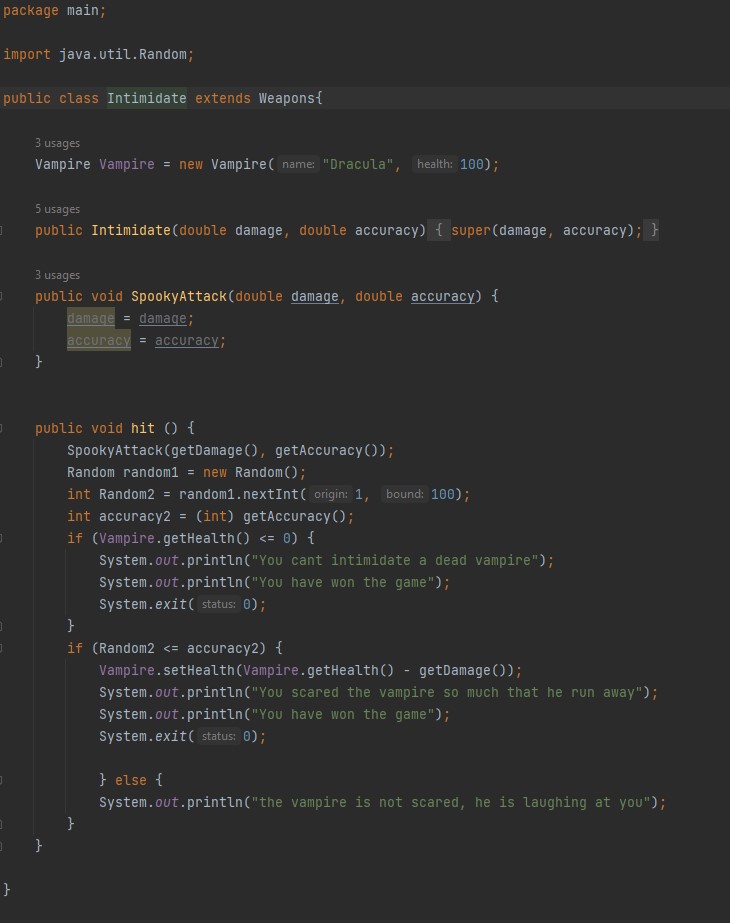 package main;
import java.util.Random;
public class Intimidate extends Weapons{
3 usages
Vampire Vampire = new Vampire( name: "Dracula", health: 100);
5 usages
public Intimidate(double damage, double accuracy) { super(damage, accuracy); }
3 usages
public void SpookyAttack(double damage, double accuracy) {
damage = damage;
accuracy = accuracy;
}
public void hit () {
SpookyAttack(getDamage(), getAccuracy());
Random random1 = new Random();
int Random2 = random1.nextInt( origin: 1, bound: 100);
int accuracy2 = (int) getAccuracy();
if (Vampire.getHealth() <= 0) {
System.out.println("You cant intimidate a dead vampire");
System.out.println("You have won the game");
System.exit( status: 0);
}
if (Random2 <= accuracy2) {
Vampire.setHealth(Vampire.getHealth() - getDamage());
System.out.println("You scared the vampire so much that he run away");
System.out.println("You have won the game");
System.exit( status: 0);
} else {
System.out.println("the vampire is not scared, he is laughing at you");
}
}
}